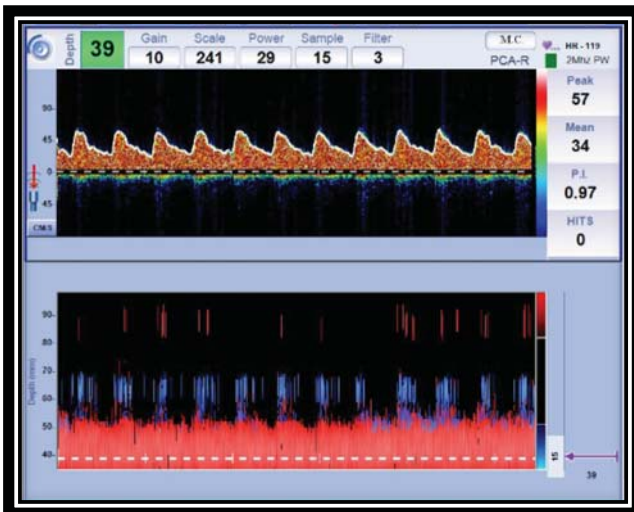 Depth 39 Gain Scale Power Sample Filter M.C HR - 119
10 241 29 15 3 PCA-R 2Mhz PW
Peak
57
Mean
34
P.I.
0.97
HITS
0
90
45
0
45
CM/S
90
80
70
60
50
40
Depth (mm)
15
39